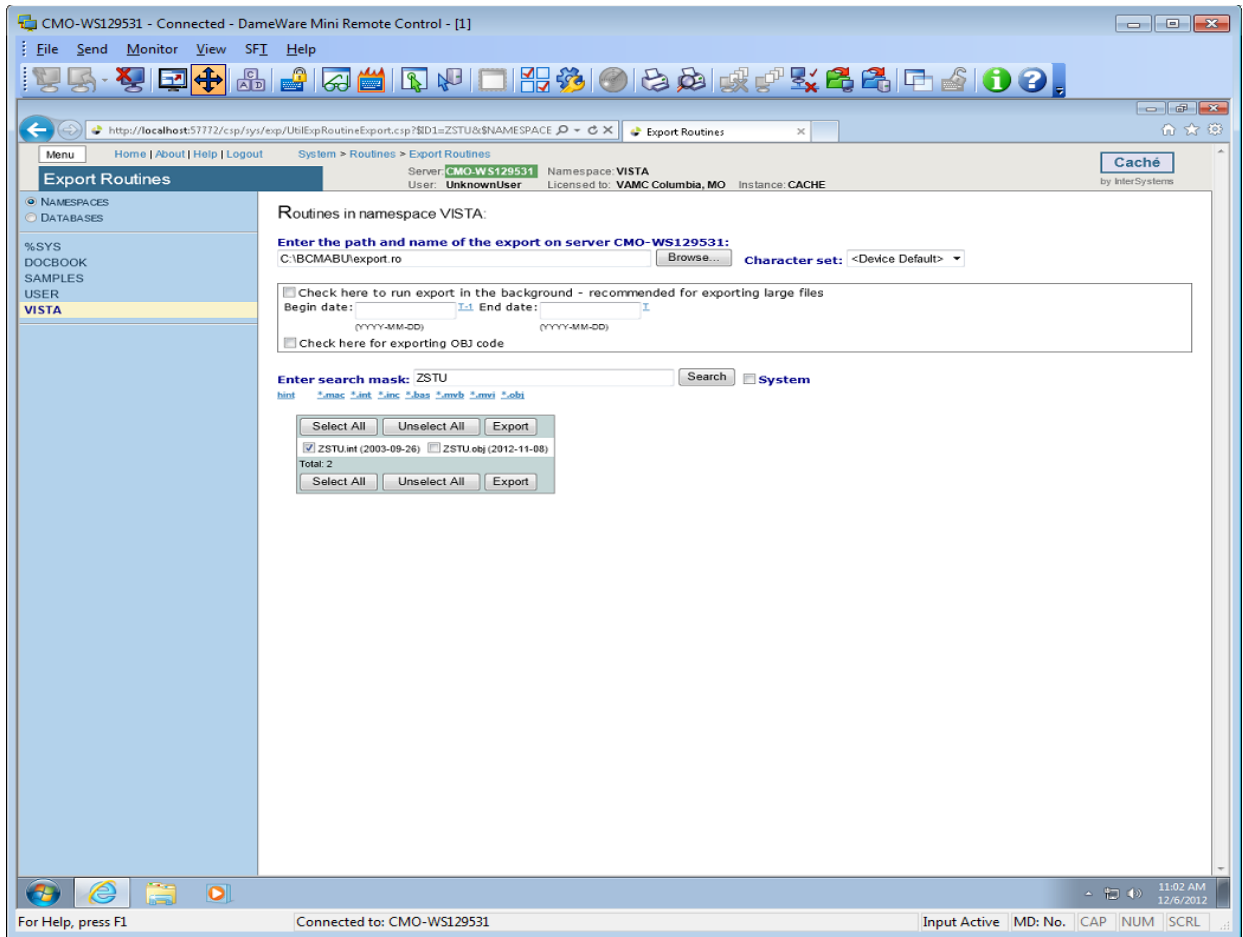 CMO-WS129531 - Connected - DameWare Mini Remote Control - [1]
File Send Monitor View SFT Help
http://localhost:57772/csp/sys/exp/UtilExpRoutineExport.csp?$ID1=ZSTU&$NAMESPACE
Export Routines
Menu Home | About | Help | Logout System > Routines > Export Routines
Caché
by InterSystems
Export Routines
Server: CMO-WS129531 Namespace: VISTA
User: UnknownUser Licensed to: VAMC Columbia, MO Instance: CACHE
NAMESPACES
DATABASES
%SYS
DOCBOOK
SAMPLES
USER
VISTA
Routines in namespace VISTA:
Enter the path and name of the export on server CMO-WS129531:
C:\BCMABU\export.ro Browse... Character set: <Device Default>
Check here to run export in the background - recommended for exporting large files
Begin date: T-1 End date: T
(YYYY-MM-DD) (YYYY-MM-DD)
Check here for exporting OBJ code
Enter search mask: ZSTU Search System
hint *.mac *.int *.inc *.bas *.mvb *.mvi *.obj
Select All Unselect All Export
ZSTU.int (2003-09-26) ZSTU.obj (2012-11-08)
Total: 2
Select All Unselect All Export
11:02 AM
12/6/2012
For Help, press F1 Connected to: CMO-WS129531 Input Active MD: No. CAP NUM SCRL